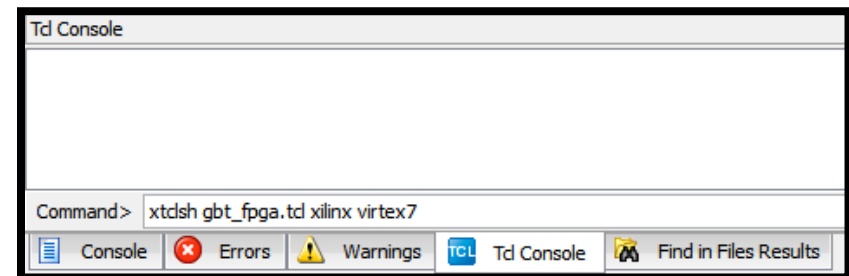 Tcl Console
Command> xtclsh gbt_fpga.tcl xilinx virtex7
Console Errors Warnings TCL Tcl Console Find in Files Results